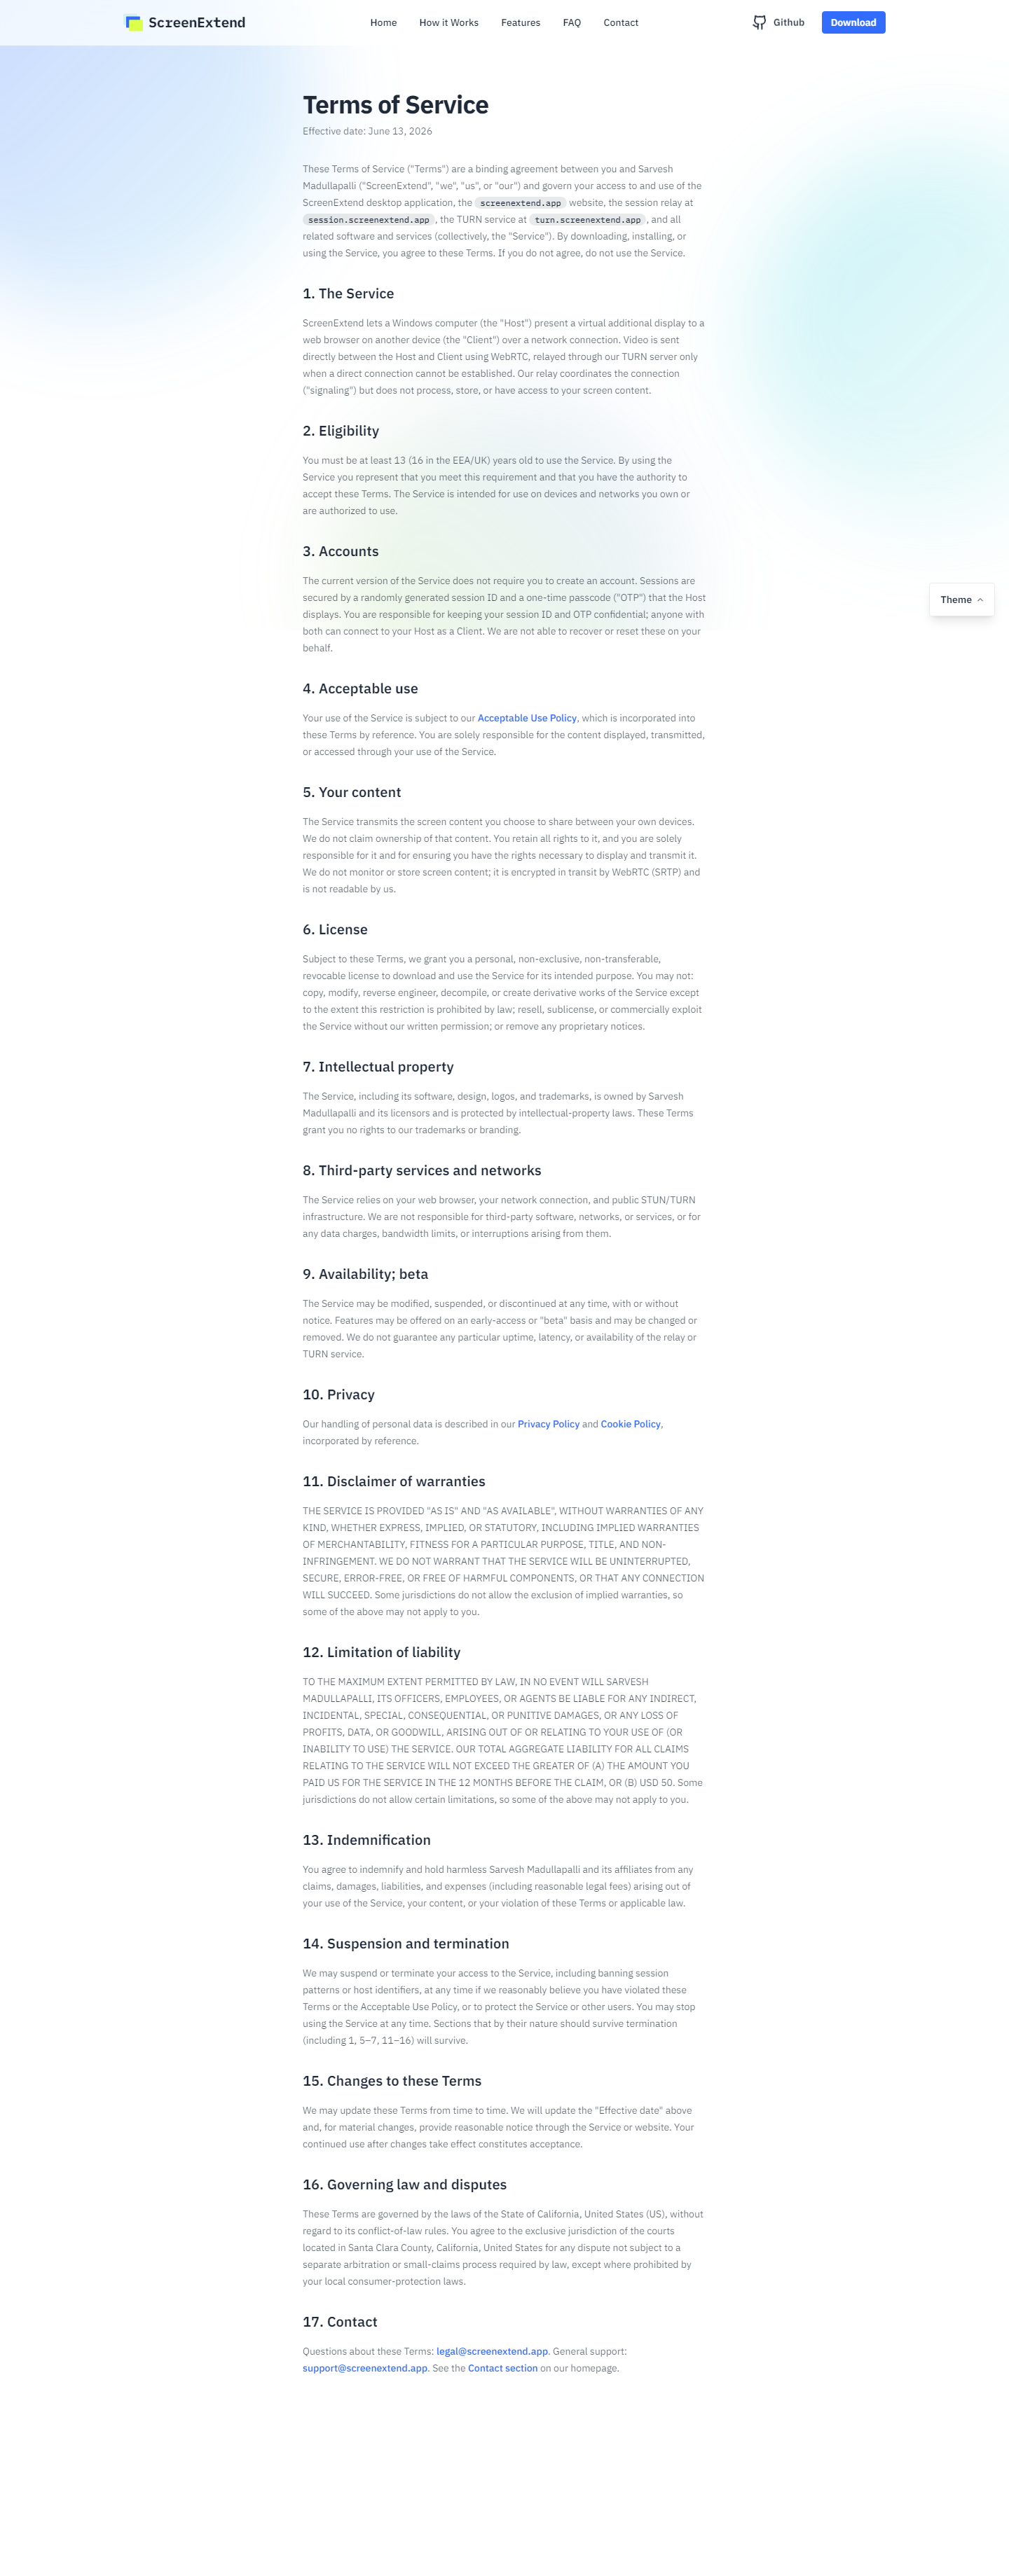 ScreenExtend
Home How it Works Features FAQ Contact
Github Download
Terms of Service
Effective date: June 13, 2026
These Terms of Service ("Terms") are a binding agreement between you and Sarvesh
Madullapalli ("ScreenExtend", "we", "us", or "our") and govern your access to and use of the
ScreenExtend desktop application, the screenextend.app website, the session relay at
session.screenextend.app, the TURN service at turn.screenextend.app, and all
related software and services (collectively, the "Service"). By downloading, installing, or
using the Service, you agree to these Terms. If you do not agree, do not use the Service.
1. The Service
ScreenExtend lets a Windows computer (the "Host") present a virtual additional display to a
web browser on another device (the "Client") over a network connection. Video is sent
directly between the Host and Client using WebRTC, relayed through our TURN server only
when a direct connection cannot be established. Our relay coordinates the connection
("signaling") but does not process, store, or have access to your screen content.
2. Eligibility
You must be at least 13 (16 in the EEA/UK) years old to use the Service. By using the
Service you represent that you meet this requirement and that you have the authority to
accept these Terms. The Service is intended for use on devices and networks you own or
are authorized to use.
3. Accounts
The current version of the Service does not require you to create an account. Sessions are
secured by a randomly generated session ID and a one-time passcode ("OTP") that the Host
displays. You are responsible for keeping your session ID and OTP confidential; anyone with
both can connect to your Host as a Client. We are not able to recover or reset these on your
behalf.
Theme
4. Acceptable use
Your use of the Service is subject to our Acceptable Use Policy, which is incorporated into
these Terms by reference. You are solely responsible for the content displayed, transmitted,
or accessed through your use of the Service.
5. Your content
The Service transmits the screen content you choose to share between your own devices.
We do not claim ownership of that content. You retain all rights to it, and you are solely
responsible for it and for ensuring you have the rights necessary to display and transmit it.
We do not monitor or store screen content; it is encrypted in transit by WebRTC (SRTP) and
is not readable by us.
6. License
Subject to these Terms, we grant you a personal, non-exclusive, non-transferable,
revocable license to download and use the Service for its intended purpose. You may not:
copy, modify, reverse engineer, decompile, or create derivative works of the Service except
to the extent this restriction is prohibited by law; resell, sublicense, or commercially exploit
the Service without our written permission; or remove any proprietary notices.
7. Intellectual property
The Service, including its software, design, logos, and trademarks, is owned by Sarvesh
Madullapalli and its licensors and is protected by intellectual-property laws. These Terms
grant you no rights to our trademarks or branding.
8. Third-party services and networks
The Service relies on your web browser, your network connection, and public STUN/TURN
infrastructure. We are not responsible for third-party software, networks, or services, or for
any data charges, bandwidth limits, or interruptions arising from them.
9. Availability; beta
The Service may be modified, suspended, or discontinued at any time, with or without
notice. Features may be offered on an early-access or "beta" basis and may be changed or
removed. We do not guarantee any particular uptime, latency, or availability of the relay or
TURN service.
10. Privacy
Our handling of personal data is described in our Privacy Policy and Cookie Policy,
incorporated by reference.
11. Disclaimer of warranties
THE SERVICE IS PROVIDED "AS IS" AND "AS AVAILABLE", WITHOUT WARRANTIES OF ANY
KIND, WHETHER EXPRESS, IMPLIED, OR STATUTORY, INCLUDING IMPLIED WARRANTIES
OF MERCHANTABILITY, FITNESS FOR A PARTICULAR PURPOSE, TITLE, AND NON-
INFRINGEMENT. WE DO NOT WARRANT THAT THE SERVICE WILL BE UNINTERRUPTED,
SECURE, ERROR-FREE, OR FREE OF HARMFUL COMPONENTS, OR THAT ANY CONNECTION
WILL SUCCEED. Some jurisdictions do not allow the exclusion of implied warranties, so
some of the above may not apply to you.
12. Limitation of liability
TO THE MAXIMUM EXTENT PERMITTED BY LAW, IN NO EVENT WILL SARVESH
MADULLAPALLI, ITS OFFICERS, EMPLOYEES, OR AGENTS BE LIABLE FOR ANY INDIRECT,
INCIDENTAL, SPECIAL, CONSEQUENTIAL, OR PUNITIVE DAMAGES, OR ANY LOSS OF
PROFITS, DATA, OR GOODWILL, ARISING OUT OF OR RELATING TO YOUR USE OF (OR
INABILITY TO USE) THE SERVICE. OUR TOTAL AGGREGATE LIABILITY FOR ALL CLAIMS
RELATING TO THE SERVICE WILL NOT EXCEED THE GREATER OF (A) THE AMOUNT YOU
PAID US FOR THE SERVICE IN THE 12 MONTHS BEFORE THE CLAIM, OR (B) USD 50. Some
jurisdictions do not allow certain limitations, so some of the above may not apply to you.
13. Indemnification
You agree to indemnify and hold harmless Sarvesh Madullapalli and its affiliates from any
claims, damages, liabilities, and expenses (including reasonable legal fees) arising out of
your use of the Service, your content, or your violation of these Terms or applicable law.
14. Suspension and termination
We may suspend or terminate your access to the Service, including banning session
patterns or host identifiers, at any time if we reasonably believe you have violated these
Terms or the Acceptable Use Policy, or to protect the Service or other users. You may stop
using the Service at any time. Sections that by their nature should survive termination
(including 1, 5–7, 11–16) will survive.
15. Changes to these Terms
We may update these Terms from time to time. We will update the "Effective date" above
and, for material changes, provide reasonable notice through the Service or website. Your
continued use after changes take effect constitutes acceptance.
16. Governing law and disputes
These Terms are governed by the laws of the State of California, United States (US), without
regard to its conflict-of-law rules. You agree to the exclusive jurisdiction of the courts
located in Santa Clara County, California, United States for any dispute not subject to a
separate arbitration or small-claims process required by law, except where prohibited by
your local consumer-protection laws.
17. Contact
Questions about these Terms: legal@screenextend.app. General support:
support@screenextend.app. See the Contact section on our homepage.